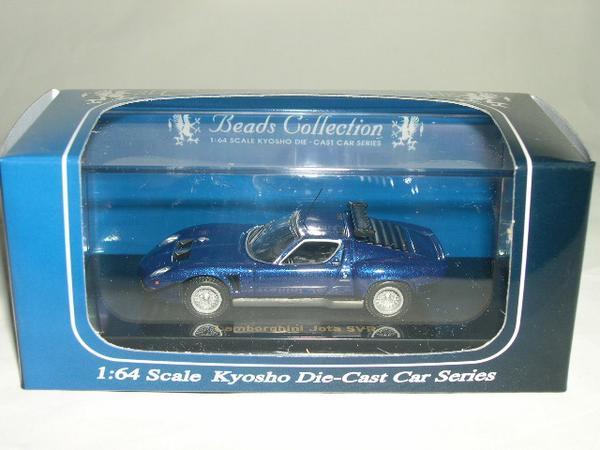 Beads Collection
1:64 SCALE KYOSHO DIE-CAST CAR SERIES
Lamborghini Jota SVR
1:64 Scale Kyosho Die-Cast Car Series